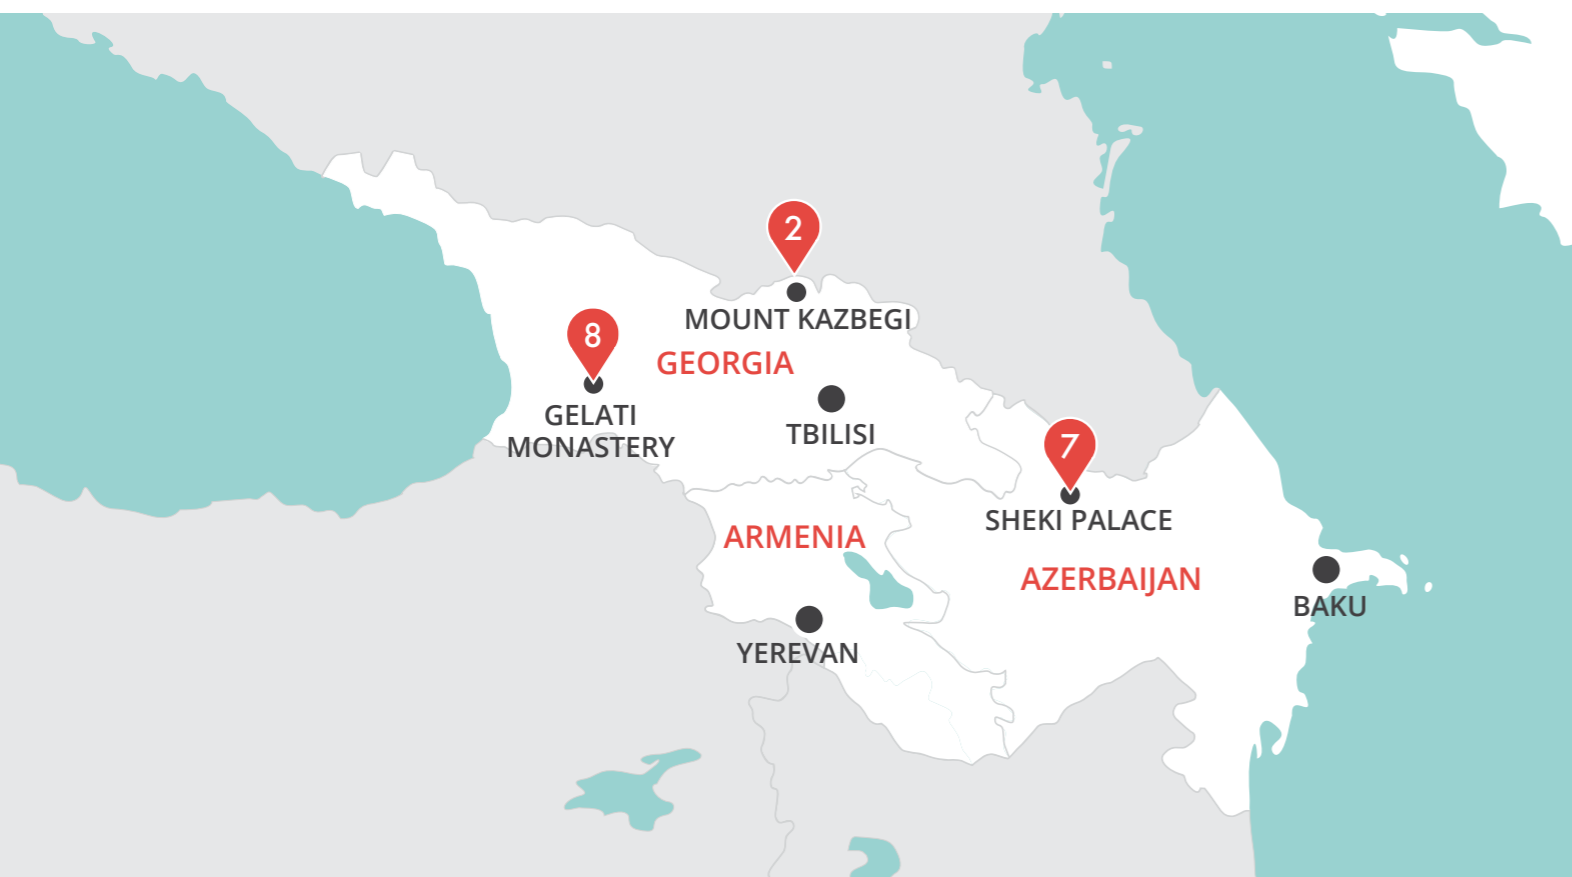 2
MOUNT KAZBEGI
8
GEORGIA
GELATI
MONASTERY
TBILISI
7
SHEKI PALACE
ARMENIA
AZERBAIJAN
BAKU
YEREVAN